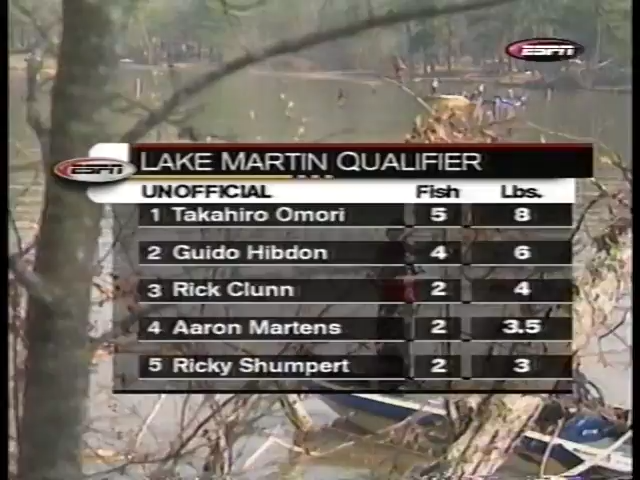 ESPN
ESPN LAKE MARTIN QUALIFIER
UNOFFICIAL Fish Lbs.
1 Takahiro Omori 5 8
2 Guido Hibdon 4 6
3 Rick Clunn 2 4
4 Aaron Martens 2 3.5
5 Ricky Shumpert 2 3